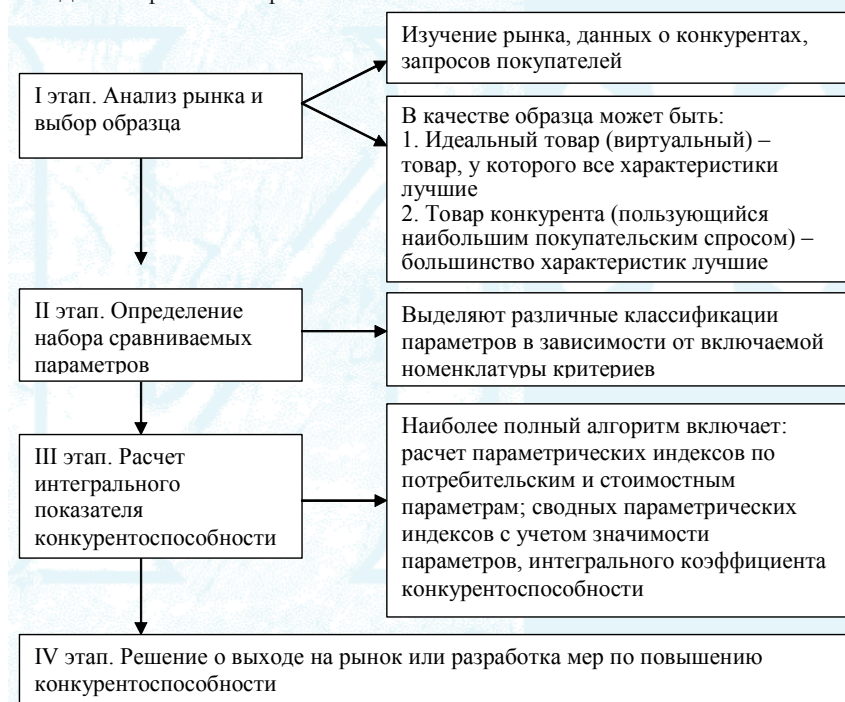 Изучение рынка, данных о конкурентах,
запросов покупателей
I этап. Анализ рынка и
выбор образца
В качестве образца может быть:
1. Идеальный товар (виртуальный) –
товар, у которого все характеристики
лучшие
2. Товар конкурента (пользующийся
наибольшим покупательским спросом) –
большинство характеристик лучшие
II этап. Определение
набора сравниваемых
параметров
Выделяют различные классификации
параметров в зависимости от включаемой
номенклатуры критериев
III этап. Расчет
интегрального
показателя
конкурентоспособности
Наиболее полный алгоритм включает:
расчет параметрических индексов по
потребительским и стоимостным
параметрам; сводных параметрических
индексов с учетом значимости
параметров, интегрального коэффициента
конкурентоспособности
IV этап. Решение о выходе на рынок или разработка мер по повышению
конкурентоспособности